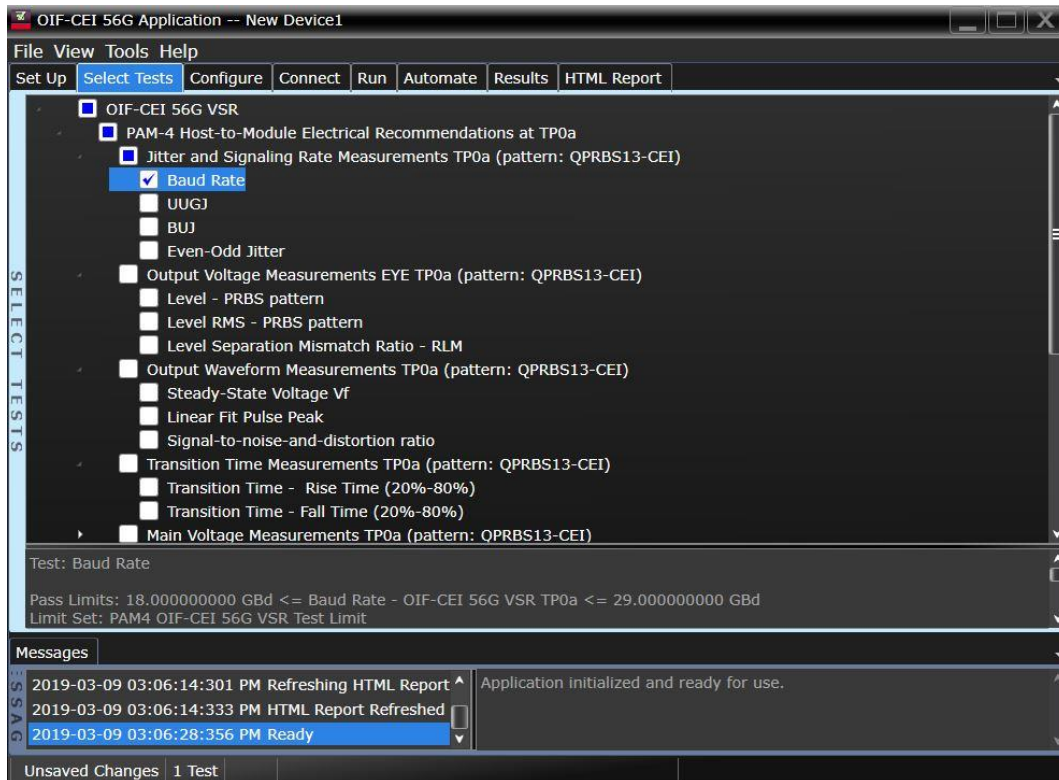 OIF-CEI 56G Application -- New Device1
File View Tools Help
Set Up Select Tests Configure Connect Run Automate Results HTML Report
SELECT TESTS
OIF-CEI 56G VSR
PAM-4 Host-to-Module Electrical Recommendations at TP0a
Jitter and Signaling Rate Measurements TP0a (pattern: QPRBS13-CEI)
Baud Rate
UUGJ
BUJ
Even-Odd Jitter
Output Voltage Measurements EYE TP0a (pattern: QPRBS13-CEI)
Level - PRBS pattern
Level RMS - PRBS pattern
Level Separation Mismatch Ratio - RLM
Output Waveform Measurements TP0a (pattern: QPRBS13-CEI)
Steady-State Voltage Vf
Linear Fit Pulse Peak
Signal-to-noise-and-distortion ratio
Transition Time Measurements TP0a (pattern: QPRBS13-CEI)
Transition Time - Rise Time (20%-80%)
Transition Time - Fall Time (20%-80%)
Main Voltage Measurements TP0a (pattern: QPRBS13-CEI)
Test: Baud Rate
Pass Limits: 18.000000000 GBd <= Baud Rate - OIF-CEI 56G VSR TP0a <= 29.000000000 GBd
Limit Set: PAM4 OIF-CEI 56G VSR Test Limit
Messages
2019-03-09 03:06:14:301 PM Refreshing HTML Report
2019-03-09 03:06:14:333 PM HTML Report Refreshed
2019-03-09 03:06:28:356 PM Ready
Application initialized and ready for use.
Unsaved Changes 1 Test